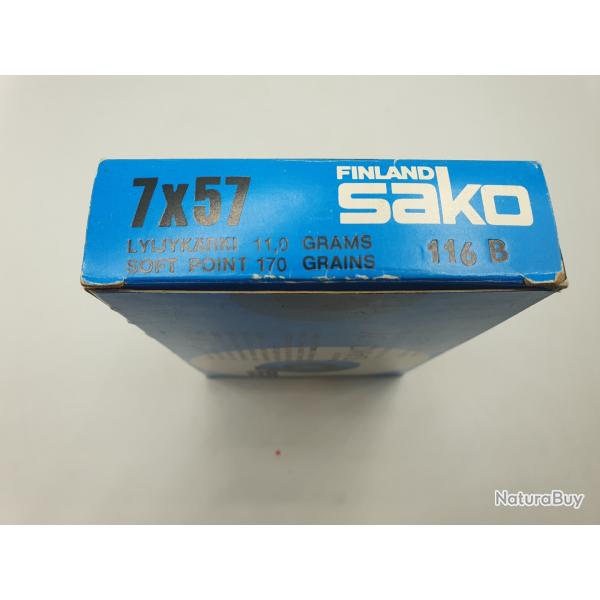 7x57
FINLAND
sako
LYIJYKÄRKI 11,0 GRAMS
SOFT POINT 170 GRAINS
116 B
NaturaBuy